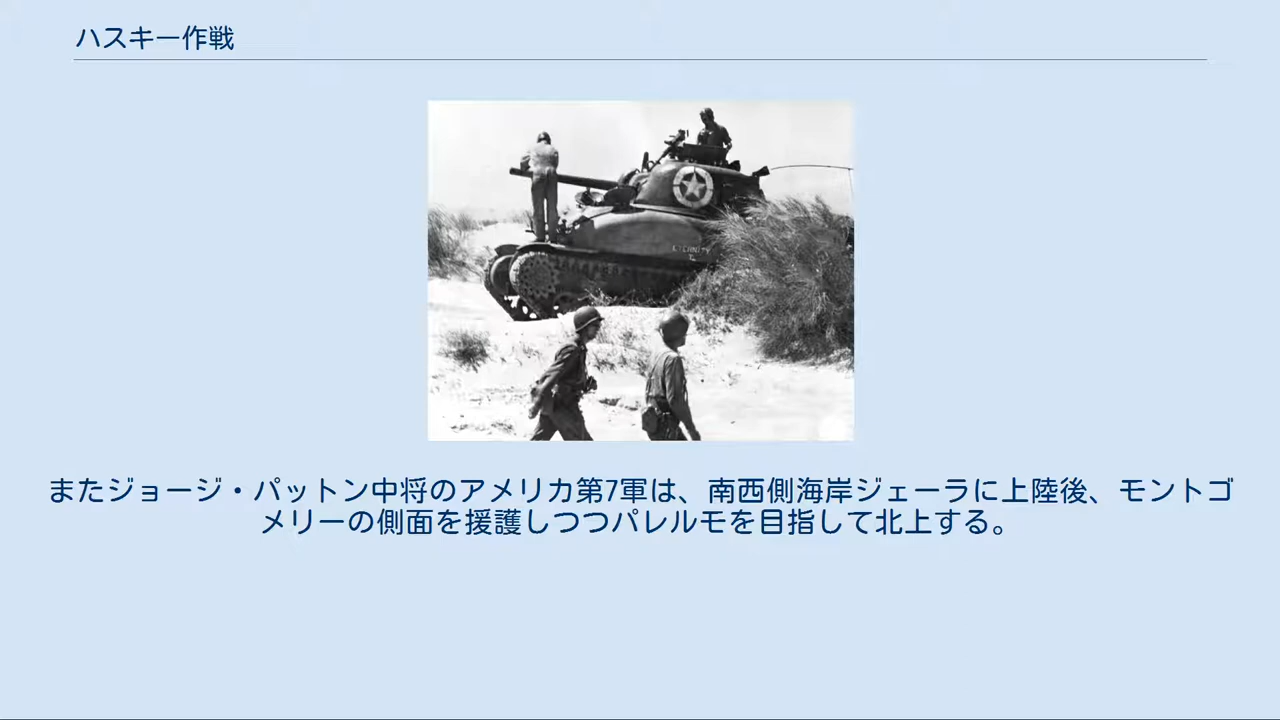 ハスキー作戦
またジョージ・パットン中将のアメリカ第7軍は、南西側海岸ジェーラに上陸後、モントゴ
メリーの側面を援護しつつパレルモを目指して北上する。